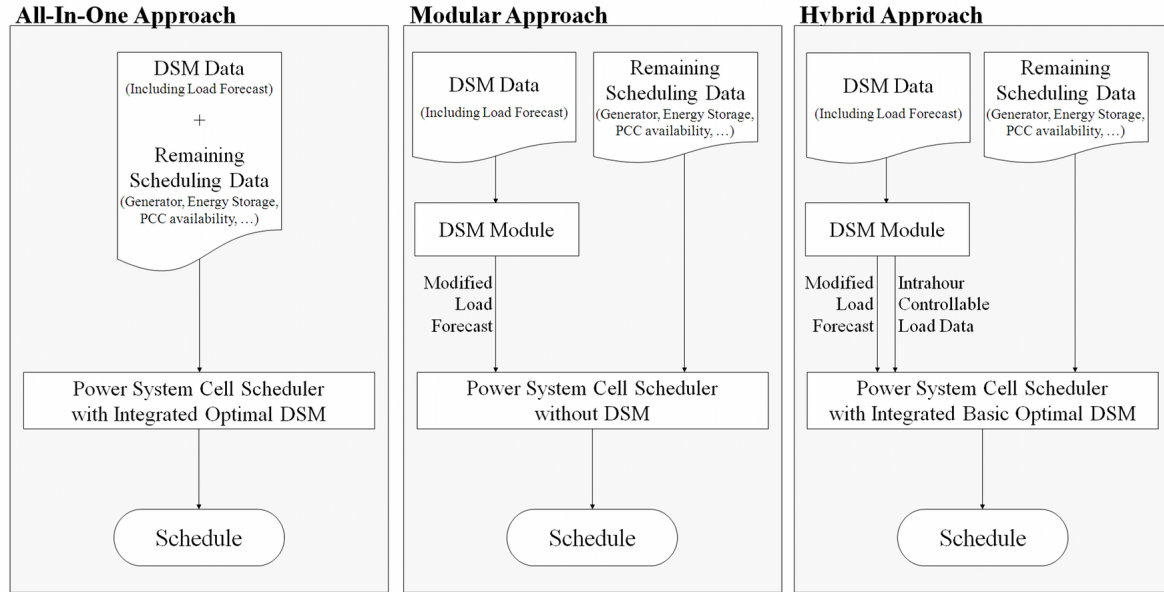 All-In-One Approach
DSM Data
(Including Load Forecast)
+
Remaining
Scheduling Data
(Generator, Energy Storage,
PCC availability, …)
Power System Cell Scheduler
with Integrated Optimal DSM
Schedule
Modular Approach
DSM Data
(Including Load Forecast)
Remaining
Scheduling Data
(Generator, Energy Storage,
PCC availability, …)
DSM Module
Modified
Load
Forecast
Power System Cell Scheduler
without DSM
Schedule
Hybrid Approach
DSM Data
(Including Load Forecast)
Remaining
Scheduling Data
(Generator, Energy Storage,
PCC availability, …)
DSM Module
Modified
Load
Forecast
Intrahour
Controllable
Load Data
Power System Cell Scheduler
with Integrated Basic Optimal DSM
Schedule